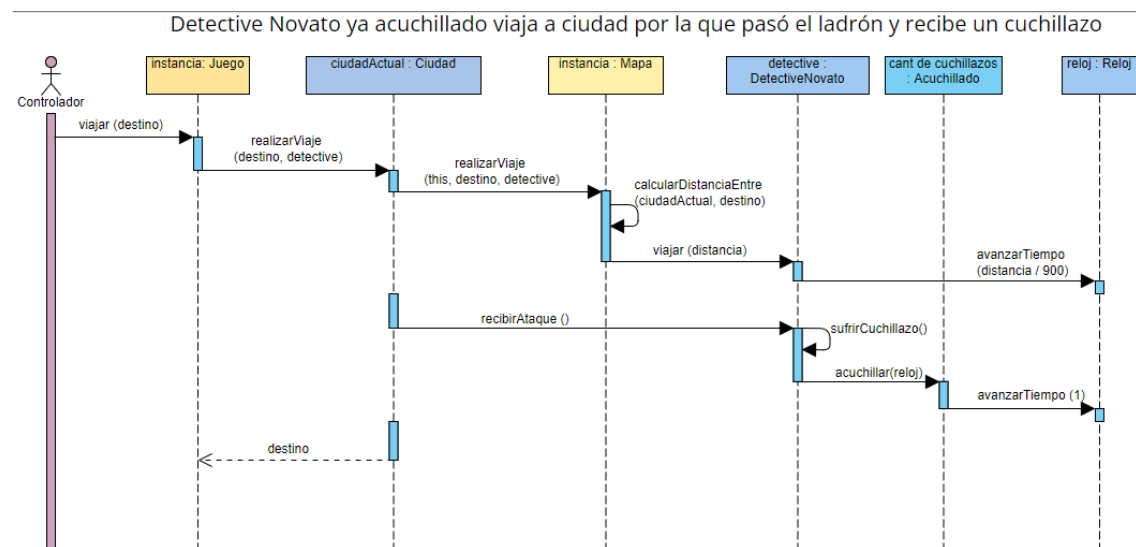 Detective Novato ya acuchillado viaja a ciudad por la que pasó el ladrón y recibe un cuchillazo
Controlador
instancia: Juego
ciudadActual : Ciudad
instancia : Mapa
detective :
DetectiveNovato
cant de cuchillazos
: Acuchillado
reloj : Reloj
viajar (destino)
realizarViaje
(destino, detective)
realizarViaje
(this, destino, detective)
calcularDistanciaEntre
(ciudadActual, destino)
viajar (distancia)
avanzarTiempo
(distancia / 900)
recibirAtaque ()
sufrirCuchillazo()
acuchillar(reloj)
avanzarTiempo (1)
destino